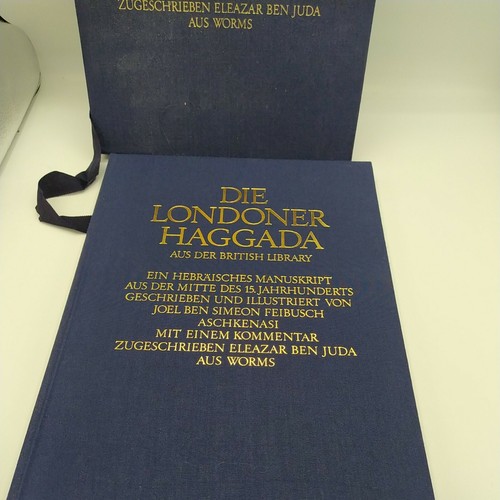 ZUGESCHRIEBEN ELEAZAR BEN JUDA
AUS WORMS
DIE
LONDONER
HAGGADA
AUS DER BRITISH LIBRARY
EIN HEBRÄISCHES MANUSKRIPT
AUS DER MITTE DES 15. JAHRHUNDERTS
GESCHRIEBEN UND ILLUSTRIERT VON
JOEL BEN SIMEON FEIBUSCH
ASCHKENASI
MIT EINEM KOMMENTAR
ZUGESCHRIEBEN ELEAZAR BEN JUDA
AUS WORMS